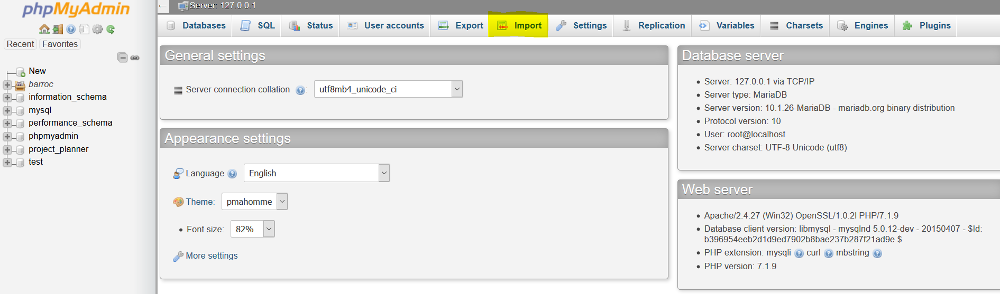 phpMyAdmin
Recent Favorites
New
barroc
information_schema
mysql
performance_schema
phpmyadmin
project_planner
test
Server: 127.0.0.1
Databases SQL Status User accounts Export Import Settings Replication Variables Charsets Engines Plugins
General settings
Server connection collation : utf8mb4_unicode_ci
Appearance settings
Language English
Theme: pmahomme
• Font size: 82%
More settings
Database server
• Server: 127.0.0.1 via TCP/IP
• Server type: MariaDB
• Server version: 10.1.26-MariaDB - mariadb.org binary distribution
• Protocol version: 10
• User: root@localhost
• Server charset: UTF-8 Unicode (utf8)
Web server
• Apache/2.4.27 (Win32) OpenSSL/1.0.2l PHP/7.1.9
• Database client version: libmysql - mysqlnd 5.0.12-dev - 20150407 - $Id:
b396954eeb2d1d9ed7902b8bae237b287f21ad9e $
• PHP extension: mysqli curl mbstring
• PHP version: 7.1.9